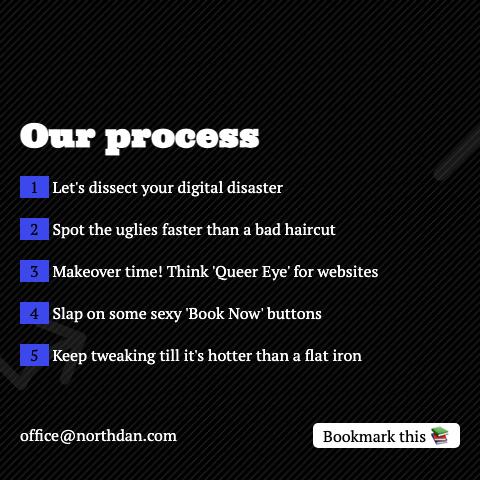 Our process
1 Let's dissect your digital disaster
2 Spot the uglies faster than a bad haircut
3 Makeover time! Think 'Queer Eye' for websites
4 Slap on some sexy 'Book Now' buttons
5 Keep tweaking till it's hotter than a flat iron
office@northdan.com
Bookmark this 📚